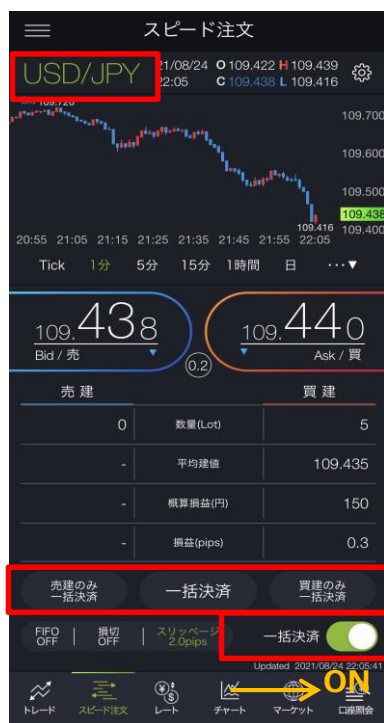 スピード注文
USD/JPY
21/08/24 O 109.422 H 109.439
22:05 C 109.438 L 109.416
109.720
109.700
109.600
109.500
109.438
109.416 109.400
20:55 21:05 21:15 21:25 21:35 21:45 21:55 22:05
Tick 1分 5分 15分 1時間 日 …▼
109.438 109.440
Bid / 売 0.2 Ask / 買
売建 買建
0 数量(Lot) 5
- 平均建値 109.435
- 概算損益(円) 150
- 損益(pips) 0.3
売建のみ 一括決済 買建のみ
一括決済 一括決済
FIFO 損切 スリッページ 一括決済
OFF OFF 2.0pips
Updated 2021/08/24 22:05:41
ON
トレード スピード注文 レート チャート マーケット 口座照会